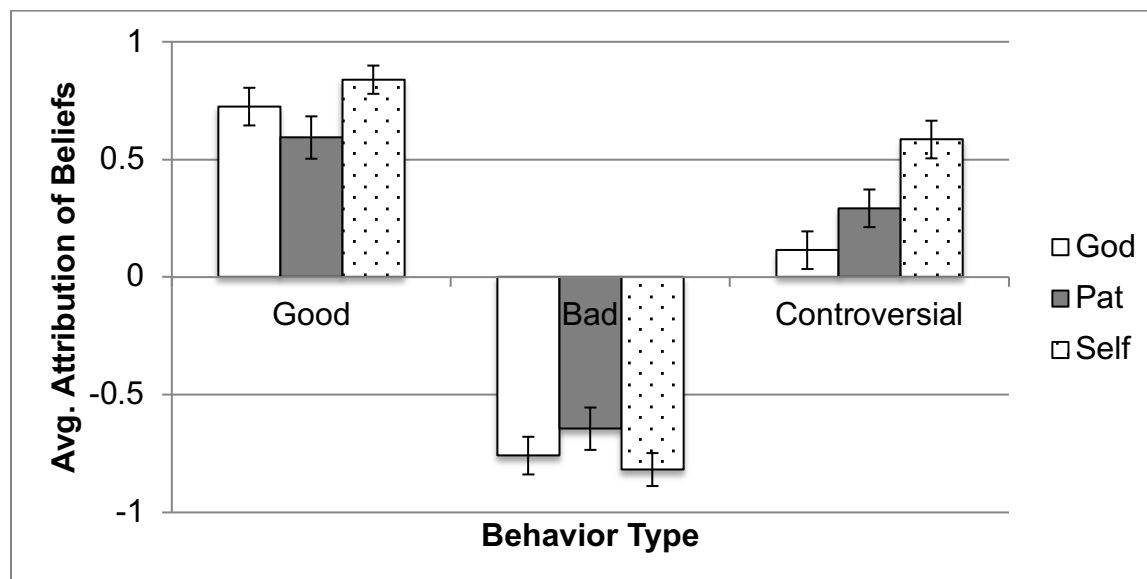 Avg. Attribution of Beliefs
1
0.5
0
-0.5
-1
Good
Bad
Controversial
Behavior Type
God
Pat
Self